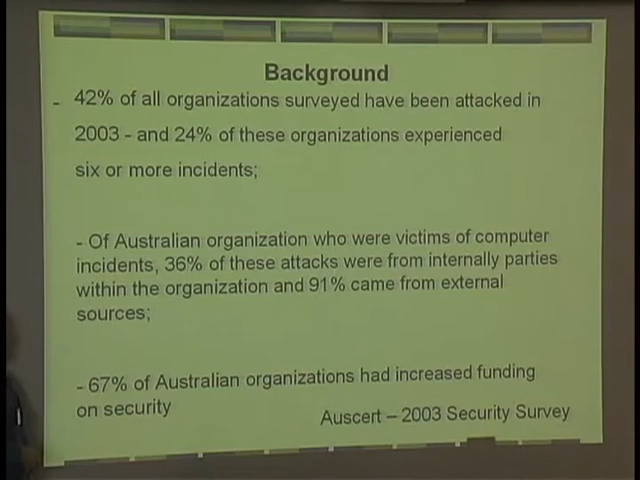 Background
- 42% of all organizations surveyed have been attacked in
2003 - and 24% of these organizations experienced
six or more incidents;
- Of Australian organization who were victims of computer
incidents, 36% of these attacks were from internally parties
within the organization and 91% came from external
sources;
- 67% of Australian organizations had increased funding
on security
Auscert – 2003 Security Survey